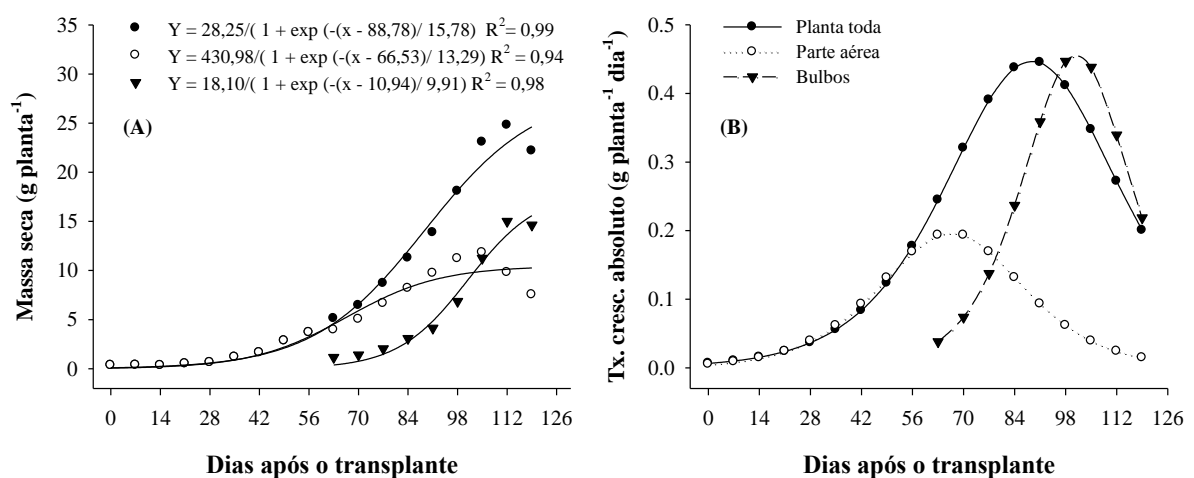 Y = 28,25/( 1 + exp (-(x - 88,78)/ 15,78) R²= 0,99
Y = 430,98/( 1 + exp (-(x - 66,53)/ 13,29) R² = 0,94
Y = 18,10/( 1 + exp (-(x - 10,94)/ 9,91) R² = 0,98
(A)
Massa seca (g planta⁻¹)
35
30
25
20
15
10
5
0
0 14 28 42 56 70 84 98 112 126
Dias após o transplante
Planta toda
Parte aérea
Bulbos
(B)
Tx. cresc. absoluto (g planta⁻¹ dia⁻¹)
0.5
0.4
0.3
0.2
0.1
0.0
0 14 28 42 56 70 84 98 112 126
Dias após o transplante